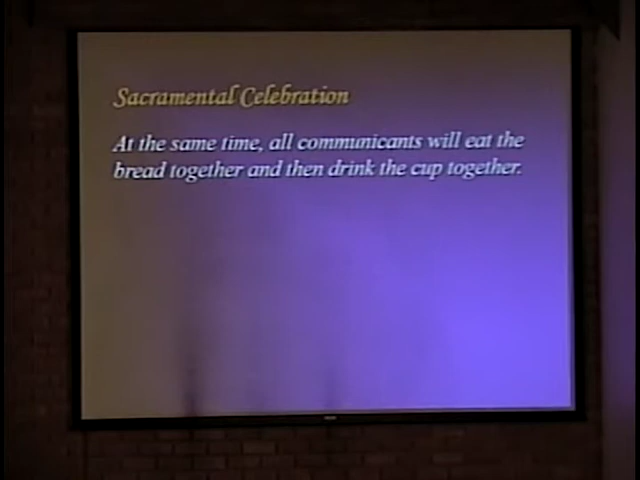 Sacramental Celebration
At the same time, all communicants will eat the
bread together and then drink the cup together.